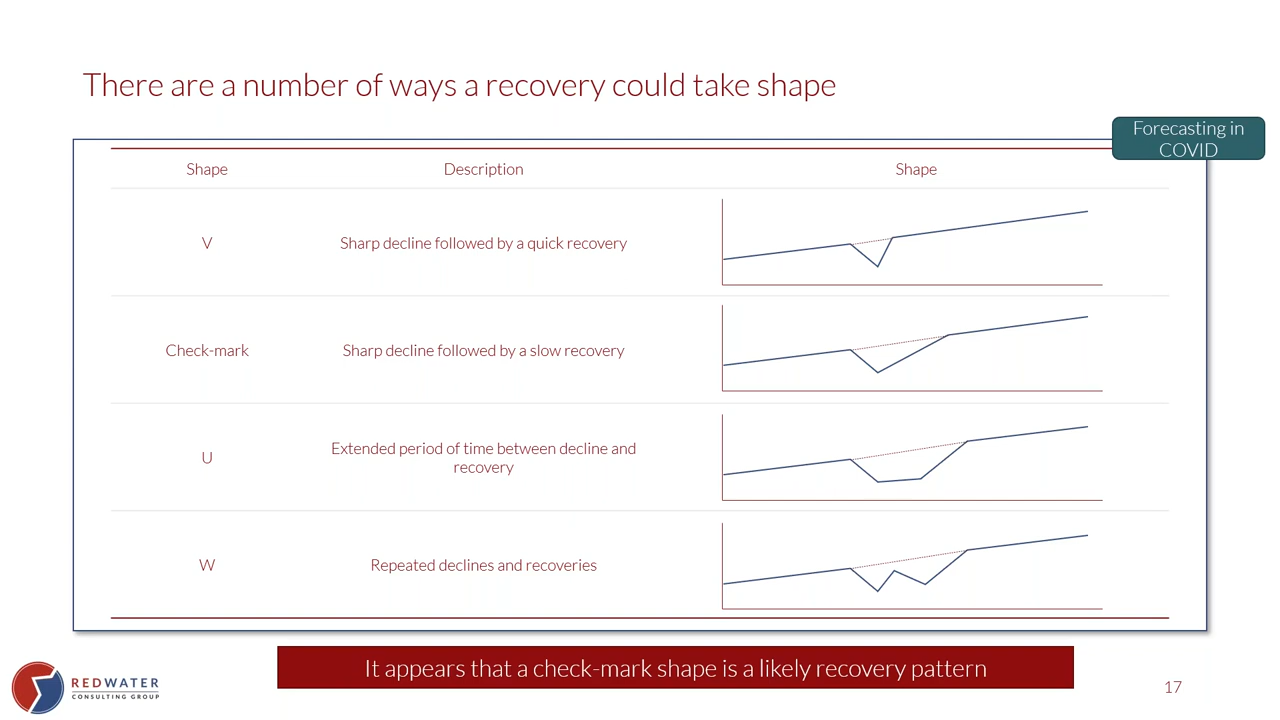 There are a number of ways a recovery could take shape
Forecasting in
COVID
Shape Description Shape
V Sharp decline followed by a quick recovery
Check-mark Sharp decline followed by a slow recovery
U Extended period of time between decline and
recovery
W Repeated declines and recoveries
It appears that a check-mark shape is a likely recovery pattern
REDWATER
CONSULTING GROUP
17